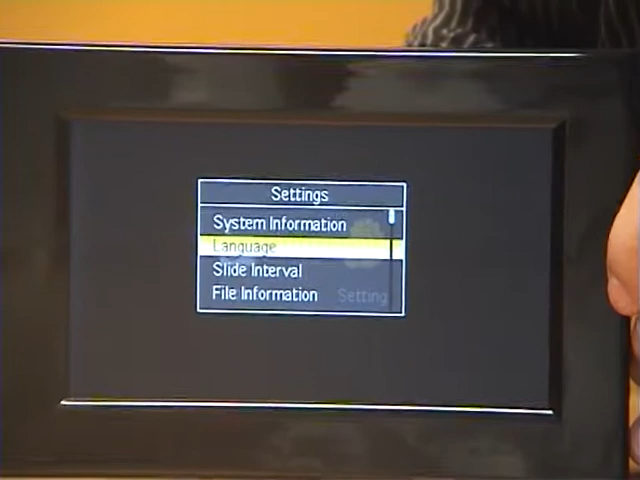 Settings
System Information
Language
Slide Interval
File Information
Setting